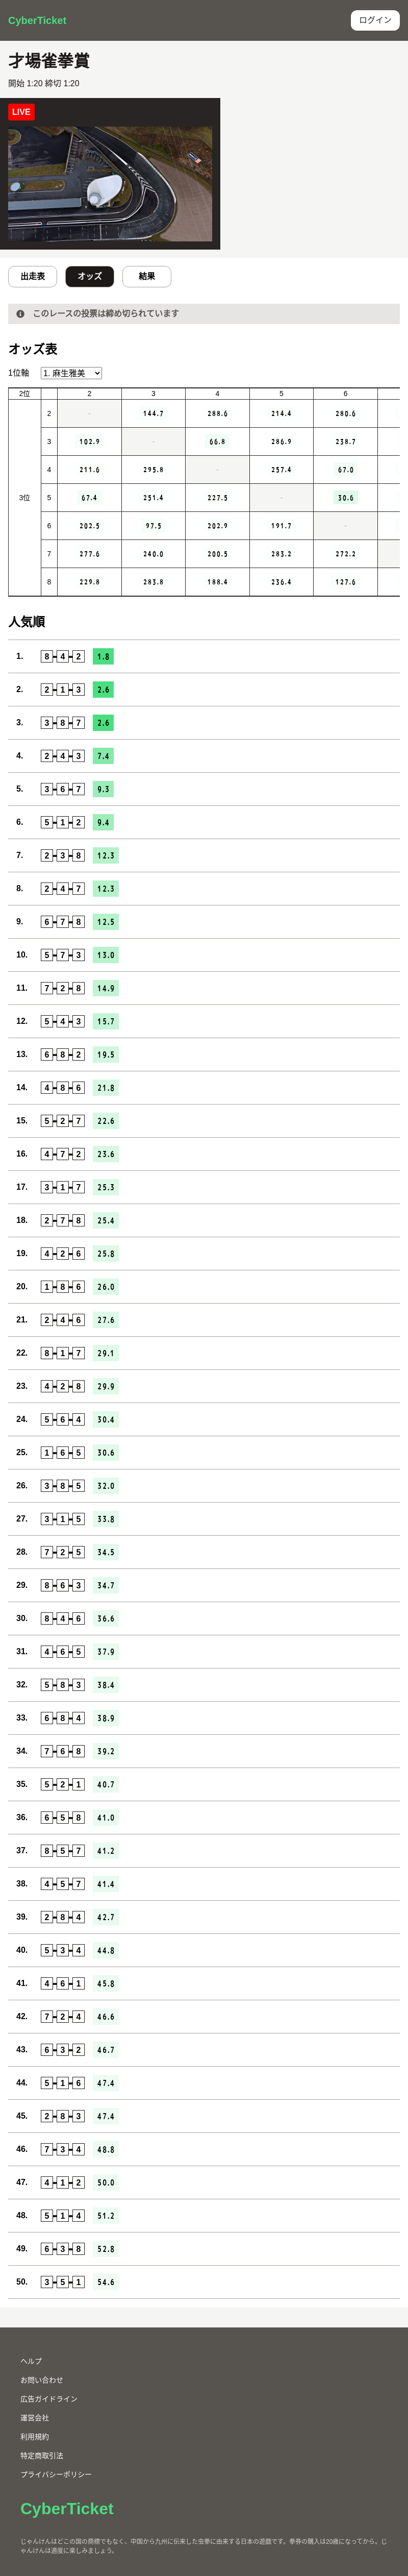 CyberTicket ログイン
才場雀拳賞
開始 1:20 締切 1:20
LIVE
出走表 オッズ 結果
このレースの投票は締め切られています
オッズ表
1位軸 1. 麻生雅美
2位 2 3 4 5 6
3位
2 - 144.7 288.6 214.4 280.6
3 102.9 - 66.8 286.9 238.7
4 211.6 295.8 - 257.4 67.0
5 67.4 251.4 227.5 - 30.6
6 202.5 97.5 202.9 191.7 -
7 277.6 240.0 200.5 283.2 272.2
8 229.8 283.8 188.4 236.4 127.6
人気順
1. 8-4-2 1.8
2. 2-1-3 2.6
3. 3-8-7 2.6
4. 2-4-3 7.4
5. 3-6-7 9.3
6. 5-1-2 9.4
7. 2-3-8 12.3
8. 2-4-7 12.3
9. 6-7-8 12.5
10. 5-7-3 13.0
11. 7-2-8 14.9
12. 5-4-3 15.7
13. 6-8-2 19.5
14. 4-8-6 21.8
15. 5-2-7 22.6
16. 4-7-2 23.6
17. 3-1-7 25.3
18. 2-7-8 25.4
19. 4-2-6 25.8
20. 1-8-6 26.0
21. 2-4-6 27.6
22. 8-1-7 29.1
23. 4-2-8 29.9
24. 5-6-4 30.4
25. 1-6-5 30.6
26. 3-8-5 32.0
27. 3-1-5 33.8
28. 7-2-5 34.5
29. 8-6-3 34.7
30. 8-4-6 36.6
31. 4-6-5 37.9
32. 5-8-3 38.4
33. 6-8-4 38.9
34. 7-6-8 39.2
35. 5-2-1 40.7
36. 6-5-8 41.0
37. 8-5-7 41.2
38. 4-5-7 41.4
39. 2-8-4 42.7
40. 5-3-4 44.8
41. 4-6-1 45.8
42. 7-2-4 46.6
43. 6-3-2 46.7
44. 5-1-6 47.4
45. 2-8-3 47.4
46. 7-3-4 48.8
47. 4-1-2 50.0
48. 5-1-4 51.2
49. 6-3-8 52.8
50. 3-5-1 54.6
ヘルプ
お問い合わせ
広告ガイドライン
運営会社
利用規約
特定商取引法
プライバシーポリシー
CyberTicket
じゃんけんはどこの国の商標でもなく、中国から九州に伝来した虫拳に由来する日本の遊戯です。拳券の購入は20歳になってから、じ
ゃんけんは適度に楽しみましょう。